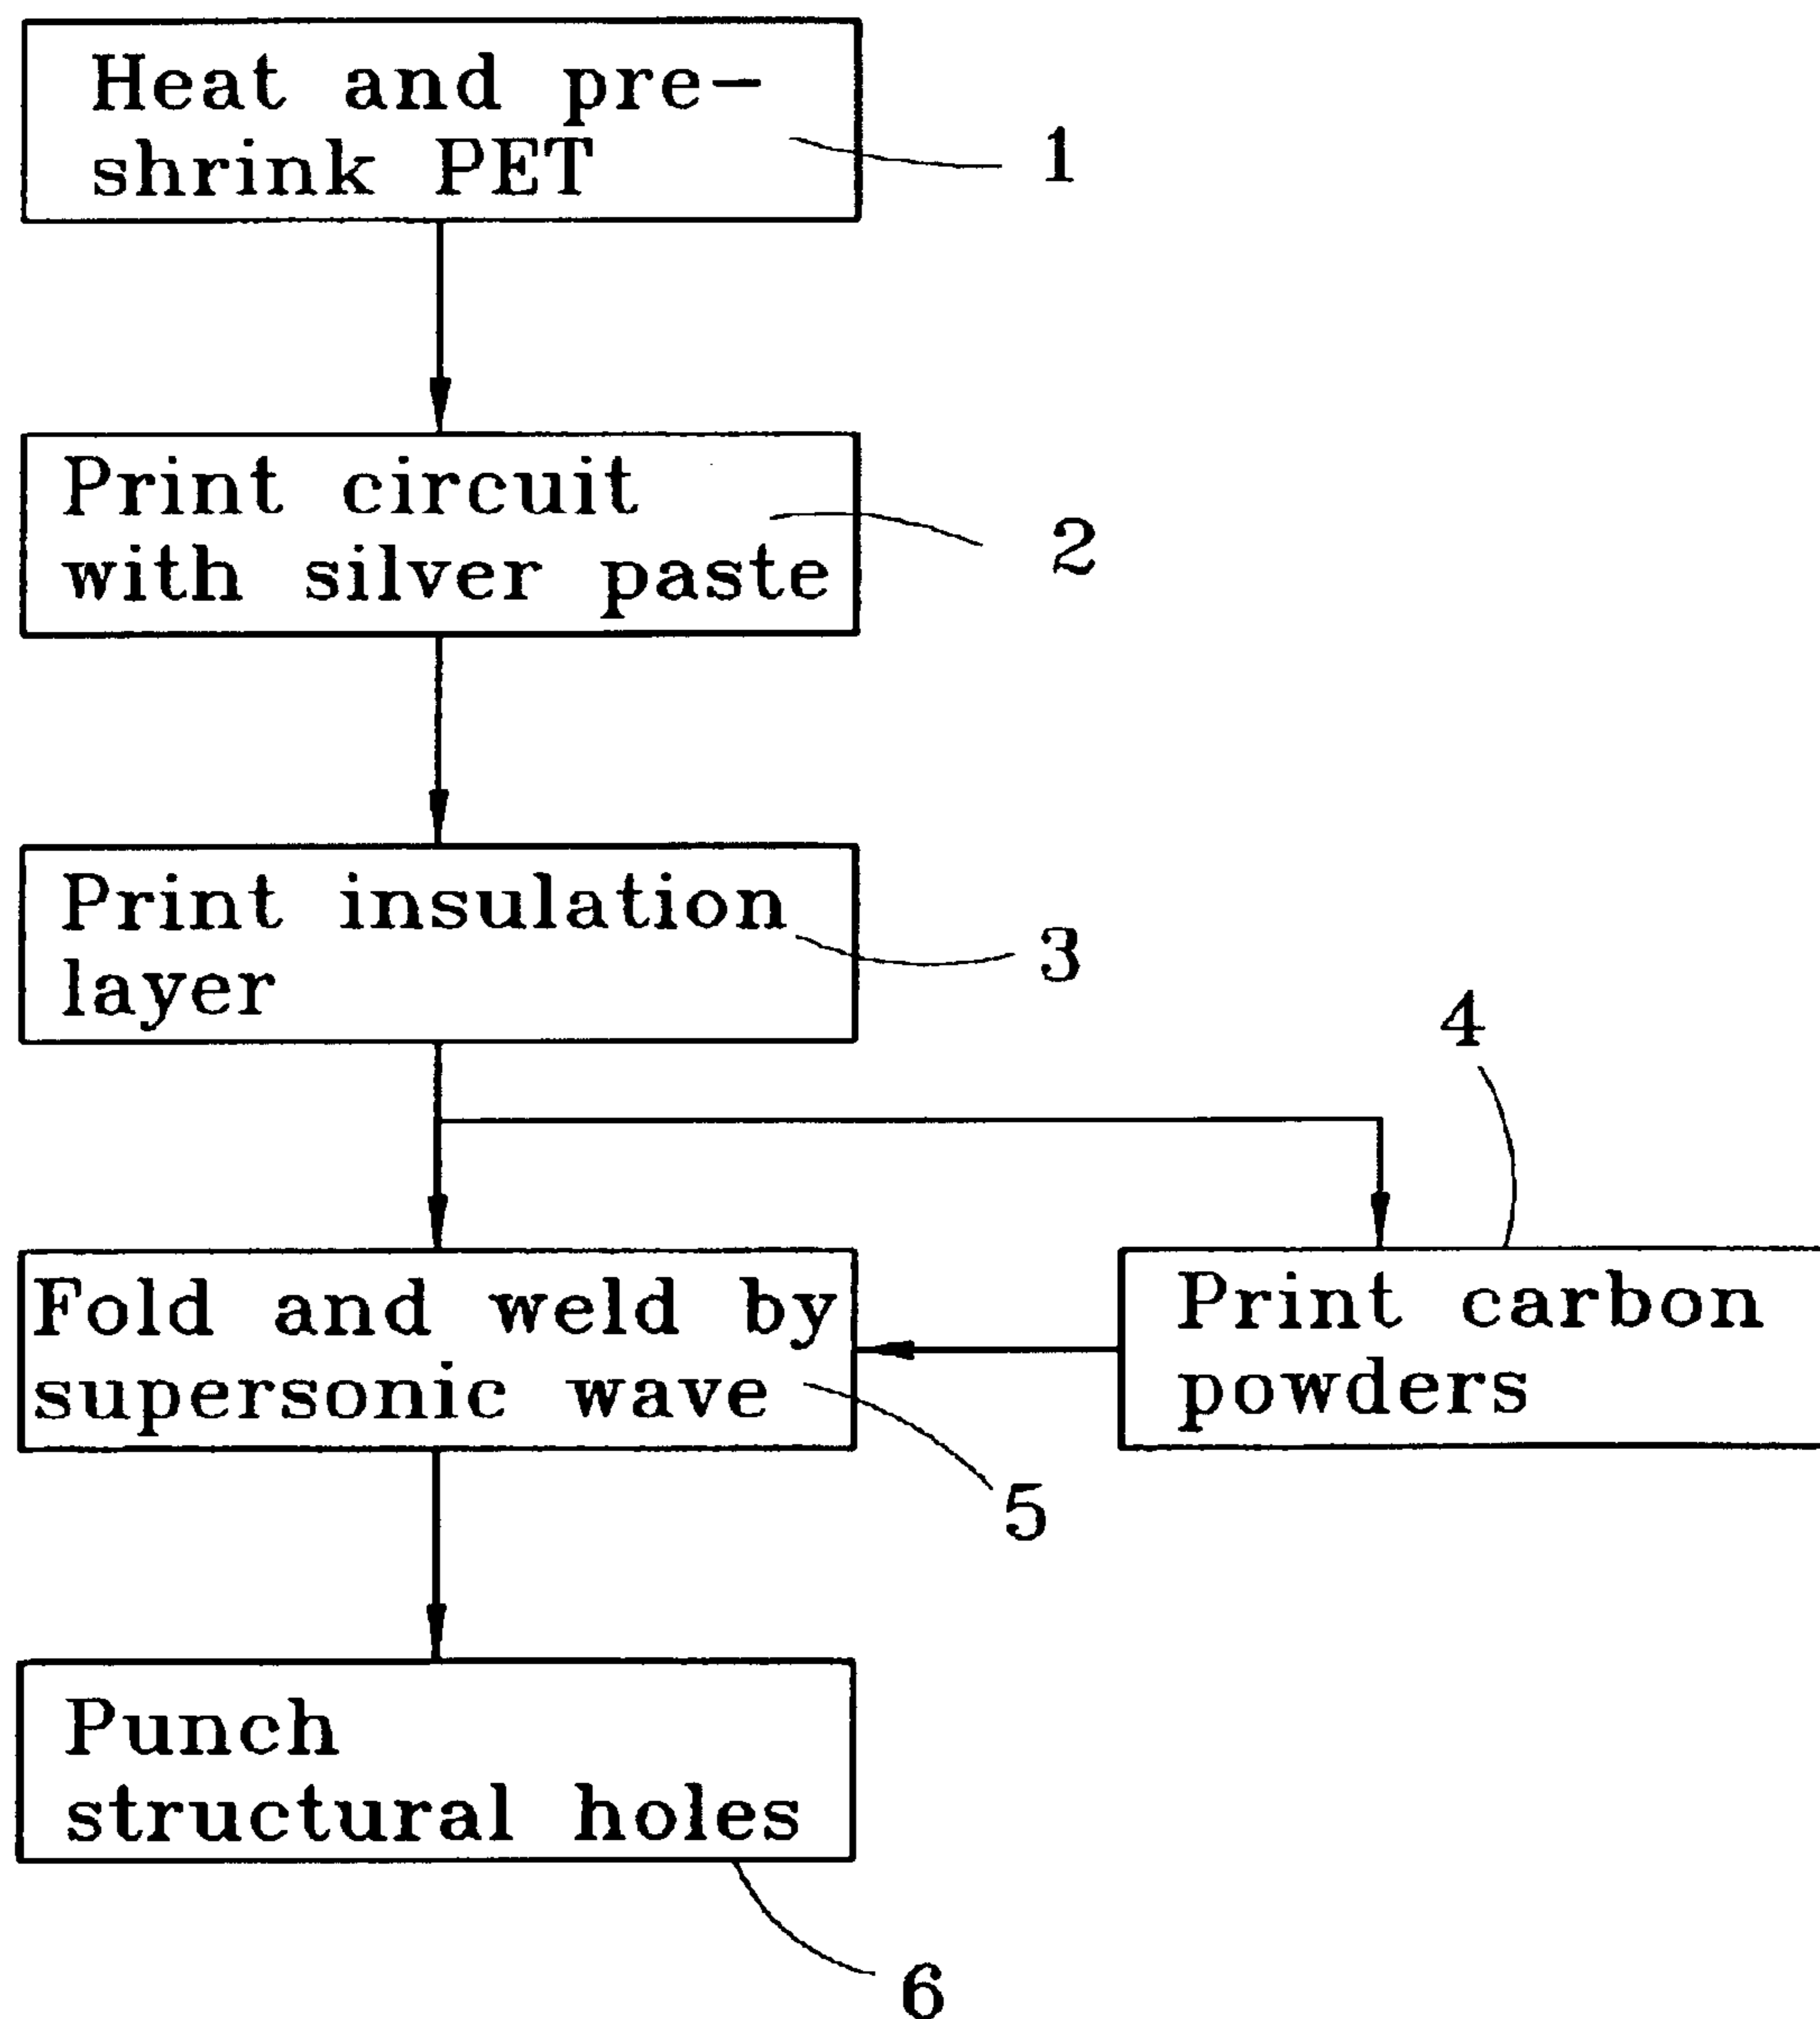 Heat and pre-
shrink PET
1
Print circuit
with silver paste
2
Print insulation
layer
3
4
Print carbon
powders
Fold and weld by
supersonic wave
5
Punch
structural holes
6